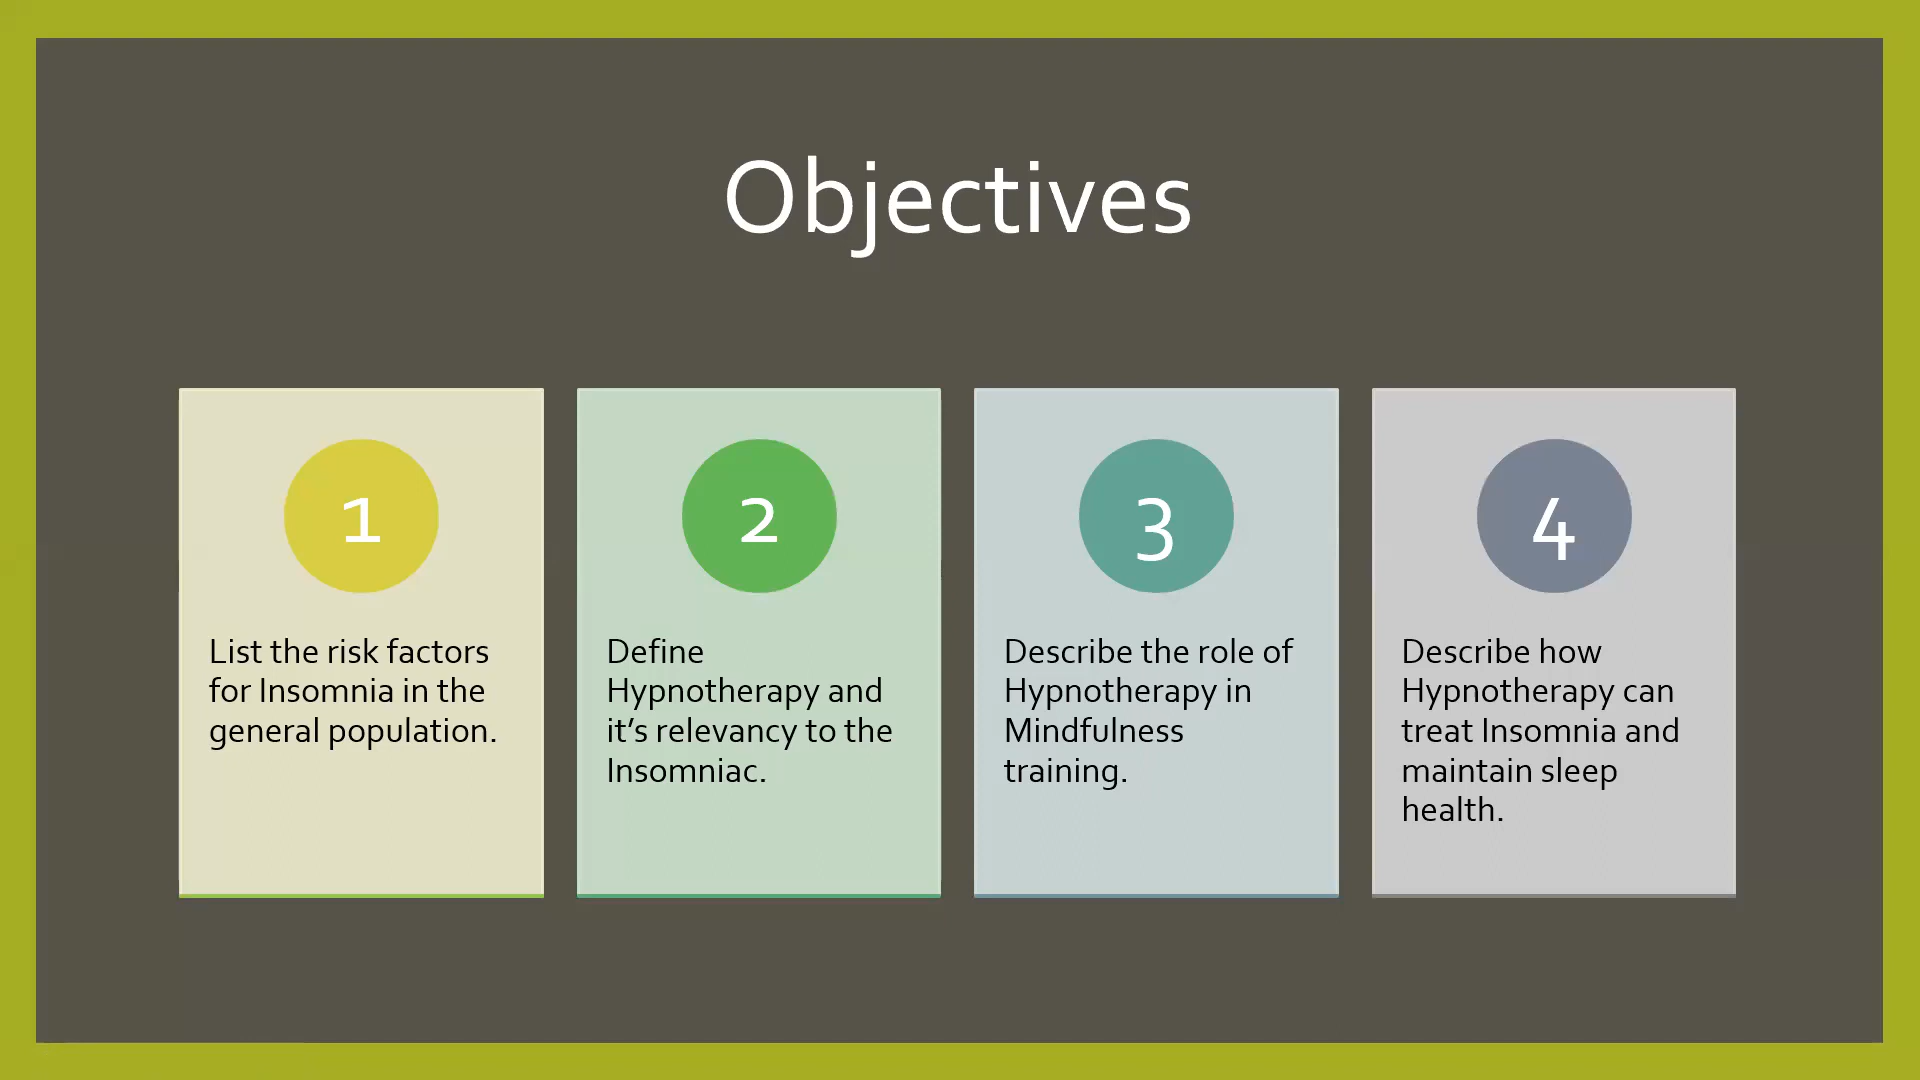 Objectives
1
List the risk factors
for Insomnia in the
general population.
2
Define
Hypnotherapy and
it’s relevancy to the
Insomniac.
3
Describe the role of
Hypnotherapy in
Mindfulness
training.
4
Describe how
Hypnotherapy can
treat Insomnia and
maintain sleep
health.